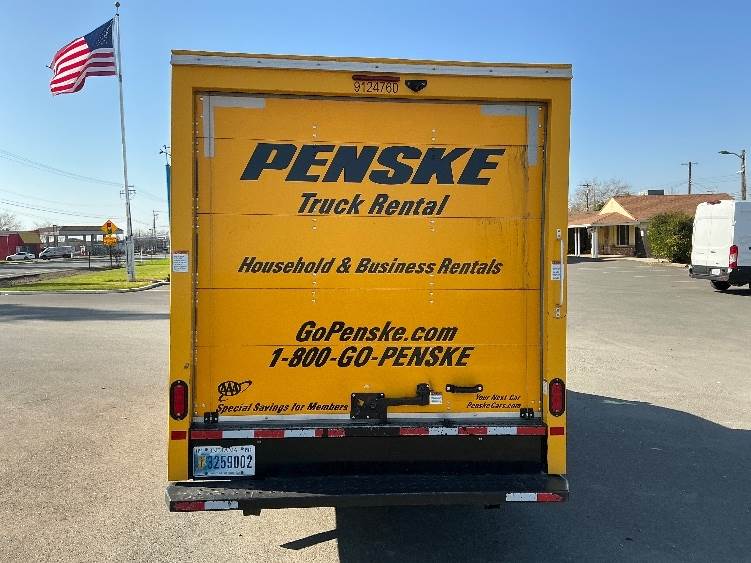 9124760
PENSKE
Truck Rental
Household & Business Rentals
GoPenske.com
1-800-GO-PENSKE
AAA
Special Savings for Members
Your Next Car
PenskeCars.com
INDIANA
3259002